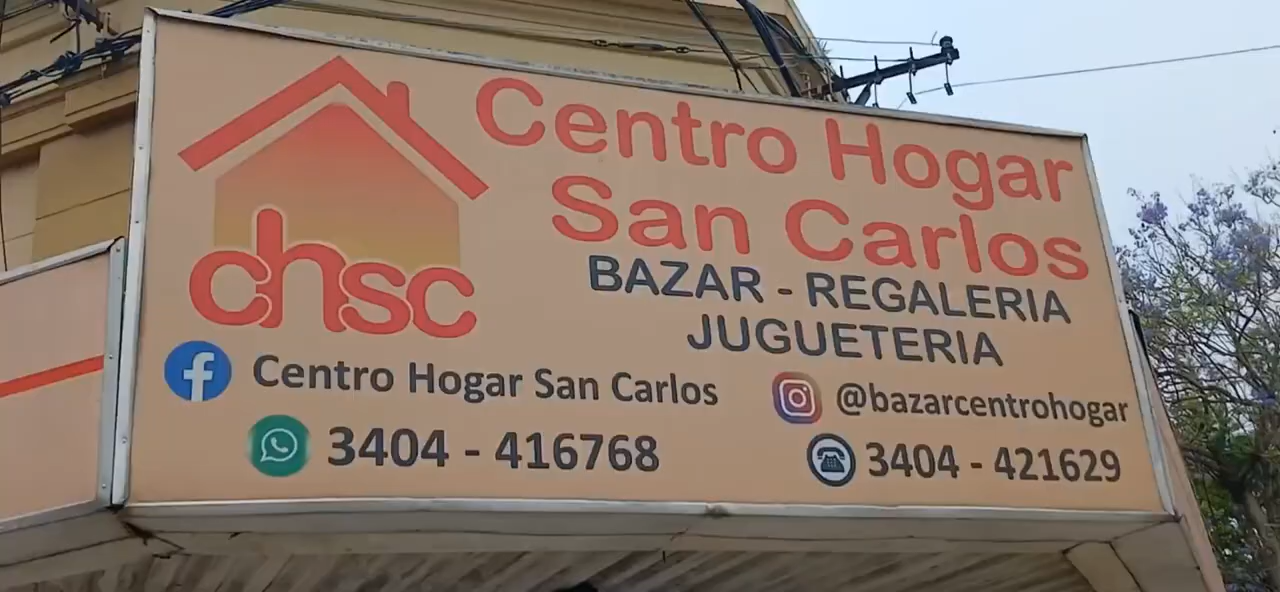 Centro Hogar
San Carlos
BAZAR - REGALERIA
JUGUETERIA
chsc
Centro Hogar San Carlos
@bazarcentrohogar
3404 - 416768
3404 - 421629